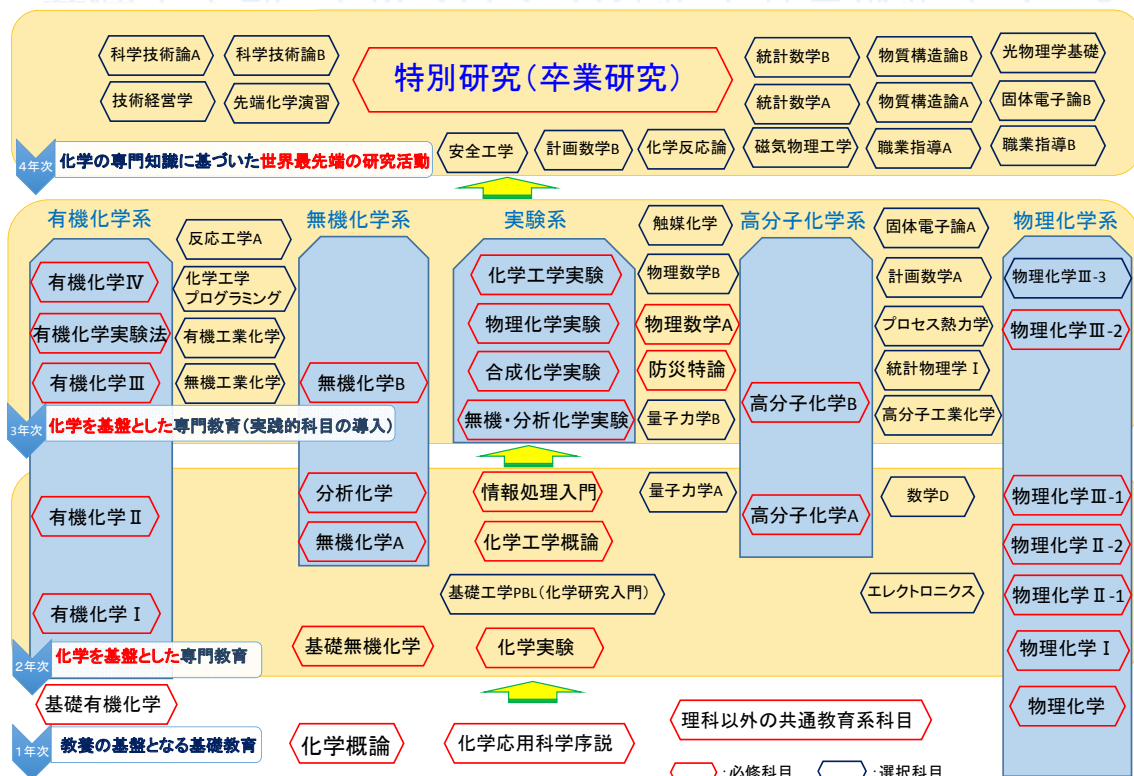 科学技術論A
科学技術論B
特別研究(卒業研究)
統計数学B
物質構造論B
光物理学基礎
技術経営学
先端化学演習
統計数学A
物質構造論A
固体電子論B
安全工学
計画数学B
化学反応論
磁気物理工学
職業指導A
職業指導B
4年次
化学の専門知識に基づいた世界最先端の研究活動
有機化学系
無機化学系
実験系
高分子化学系
物理化学系
反応工学A
触媒化学
固体電子論A
有機化学Ⅳ
化学工学
プログラミング
化学工学実験
物理数学B
計画数学A
物理化学Ⅲ-3
有機化学実験法
有機工業化学
物理化学実験
物理数学A
プロセス熱力学
物理化学Ⅲ-2
有機化学Ⅲ
無機工業化学
無機化学B
合成化学実験
防災特論
統計物理学Ⅰ
高分子化学B
無機・分析化学実験
量子力学B
高分子工業化学
3年次
化学を基盤とした専門教育(実践的科目の導入)
分析化学
情報処理入門
量子力学A
数学D
物理化学Ⅲ-1
有機化学Ⅱ
高分子化学A
無機化学A
化学工学概論
物理化学Ⅱ-2
基礎工学PBL(化学研究入門)
エレクトロニクス
物理化学Ⅱ-1
有機化学Ⅰ
基礎無機化学
化学実験
物理化学Ⅰ
2年次
化学を基盤とした専門教育
基礎有機化学
物理化学
理科以外の共通教育系科目
化学概論
化学応用科学序説
1年次
教養の基盤となる基礎教育
:必修科目
:選択科目